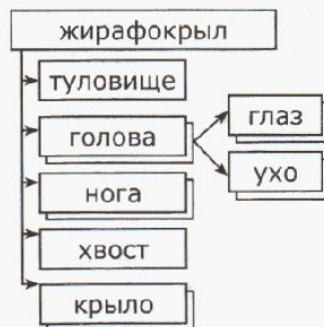 жирафокрыл
туловище
голова
глаз
ухо
нога
хвост
крыло